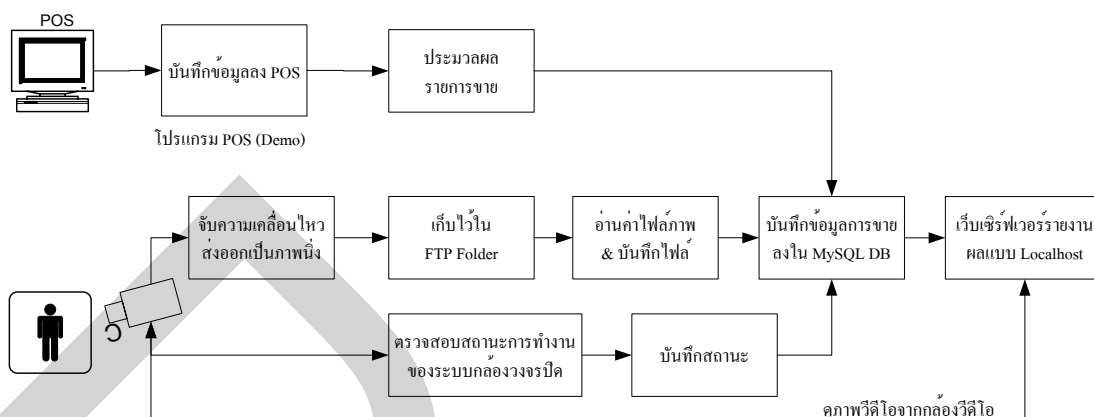 POS
บันทึกข้อมูลลง POS
ประมวลผล
รายการขาย
โปรแกรม POS (Demo)
จับความเคลื่อนไหว
ส่งออกเป็นภาพนิ่ง
เก็บไว้ใน
FTP Folder
อ่านค่าไฟล์ภาพ
& บันทึกไฟล์
บันทึกข้อมูลการขาย
ลงใน MySQL DB
เว็บเซิร์ฟเวอร์รายงาน
ผลแบบ Localhost
ตรวจสอบสถานะการทำงาน
ของระบบกล้องวงจรปิด
บันทึกสถานะ
ดูภาพวีดีโอจากกล้องวีดีโอ